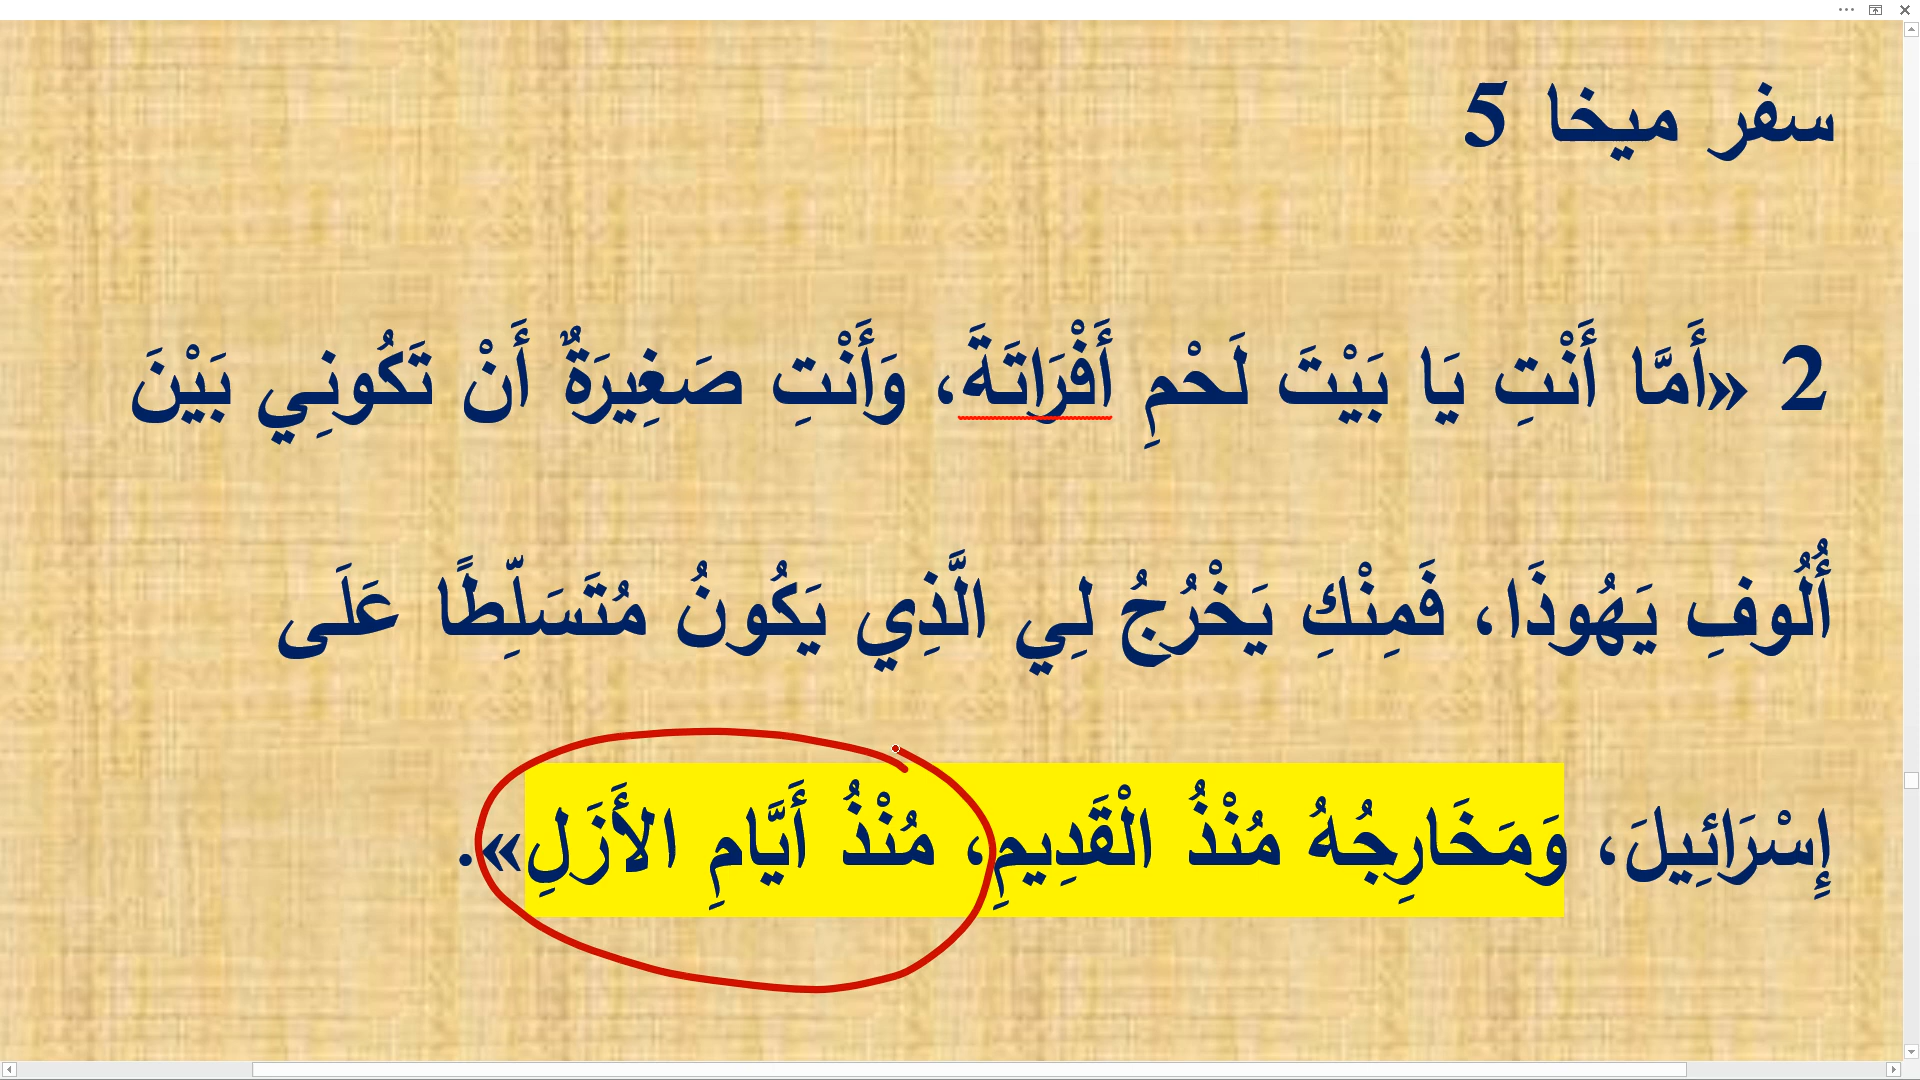 سفر ميخا 5
2 «أَمَّا أَنْتِ يَا بَيْتَ لَحْمِ أَفْرَاتَةَ، وَأَنْتِ صَغِيرَةٌ أَنْ تَكُونِي بَيْنَ
أُلُوفِ يَهُوذَا، فَمِنْكِ يَخْرُجُ لِي الَّذِي يَكُونُ مُتَسَلِّطًا عَلَى
إِسْرَائِيلَ، وَمَخَارِجُهُ مُنْذُ الْقَدِيمِ، مُنْذُ أَيَّامِ الأَزَلِ».